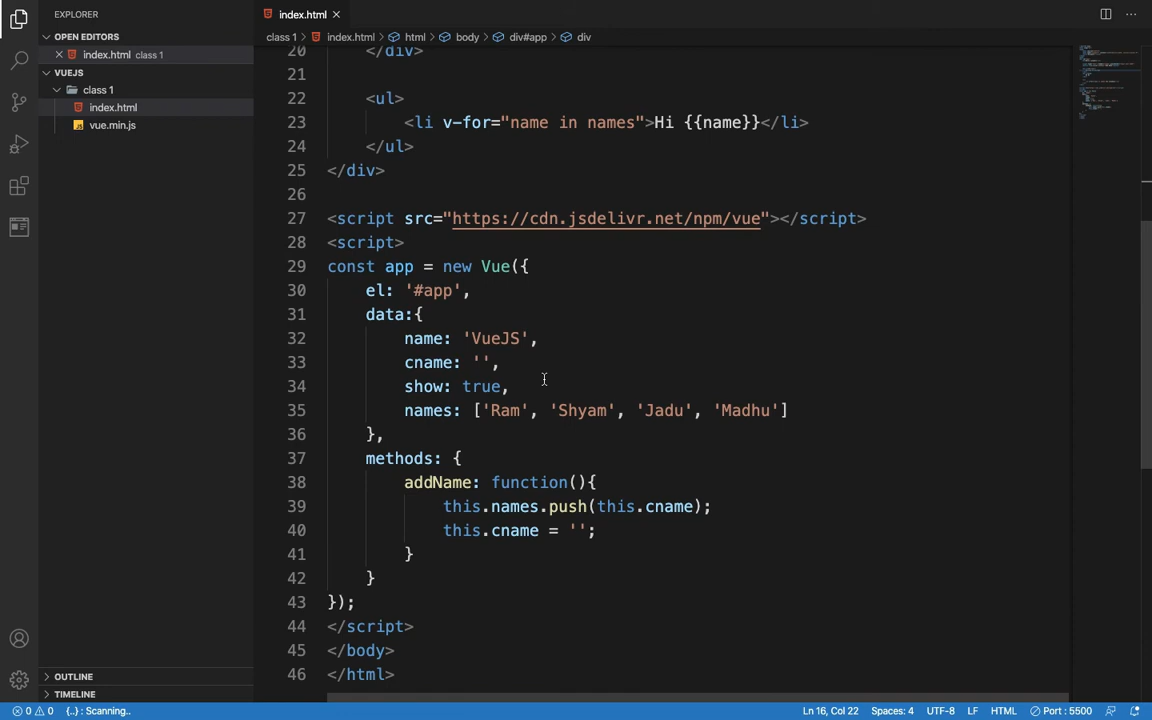 EXPLORER
OPEN EDITORS
index.html class 1
VUEJS
class 1
index.html
vue.min.js
OUTLINE
TIMELINE
index.html
class 1 > index.html > html > body > div#app > div
20 </div>
21
22 <ul>
23 <li v-for="name in names">Hi {{name}}</li>
24 </ul>
25 </div>
26
27 <script src="https://cdn.jsdelivr.net/npm/vue"></script>
28 <script>
29 const app = new Vue({
30 el: '#app',
31 data:{
32 name: 'VueJS',
33 cname: '',
34 show: true,
35 names: ['Ram', 'Shyam', 'Jadu', 'Madhu']
36 },
37 methods: {
38 addName: function(){
39 this.names.push(this.cname);
40 this.cname = '';
41 }
42 }
43 });
44 </script>
45 </body>
46 </html>
0 0 {..} : Scanning.. Ln 16, Col 22 Spaces: 4 UTF-8 LF HTML Port : 5500